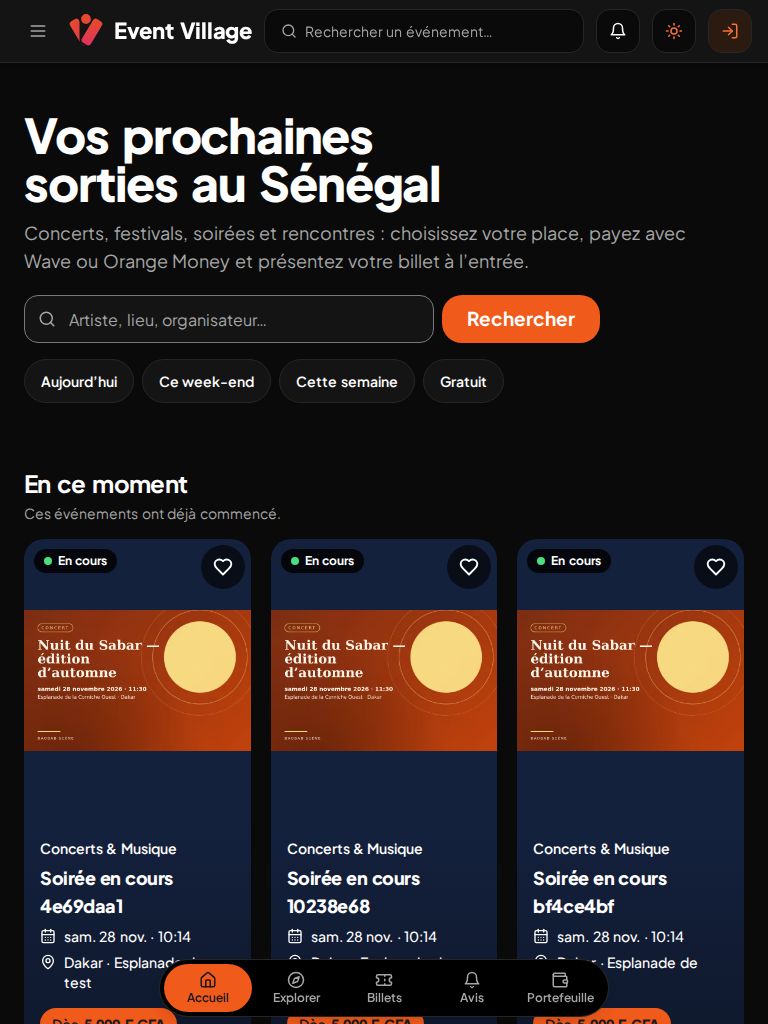 Event Village
Rechercher un événement...
Vos prochaines
sorties au Sénégal
Concerts, festivals, soirées et rencontres : choisissez votre place, payez avec
Wave ou Orange Money et présentez votre billet à l’entrée.
Artiste, lieu, organisateur...
Rechercher
Aujourd’hui
Ce week-end
Cette semaine
Gratuit
En ce moment
Ces événements ont déjà commencé.
En cours
CONCERT
Nuit du Sabar —
édition
d’automne
samedi 28 novembre 2026 · 11:30
Esplanade de la Corniche Ouest · Dakar
BAOBAB SCÈNE
Concerts & Musique
Soirée en cours
4e69daa1
sam. 28 nov. · 10:14
Dakar · Esplanade de
test
En cours
CONCERT
Nuit du Sabar —
édition
d’automne
samedi 28 novembre 2026 · 11:30
Esplanade de la Corniche Ouest · Dakar
BAOBAB SCÈNE
Concerts & Musique
Soirée en cours
10238e68
sam. 28 nov. · 10:14
En cours
CONCERT
Nuit du Sabar —
édition
d’automne
samedi 28 novembre 2026 · 11:30
Esplanade de la Corniche Ouest · Dakar
BAOBAB SCÈNE
Concerts & Musique
Soirée en cours
bf4ce4bf
sam. 28 nov. · 10:14
Dakar · Esplanade de
Accueil
Explorer
Billets
Avis
Portefeuille